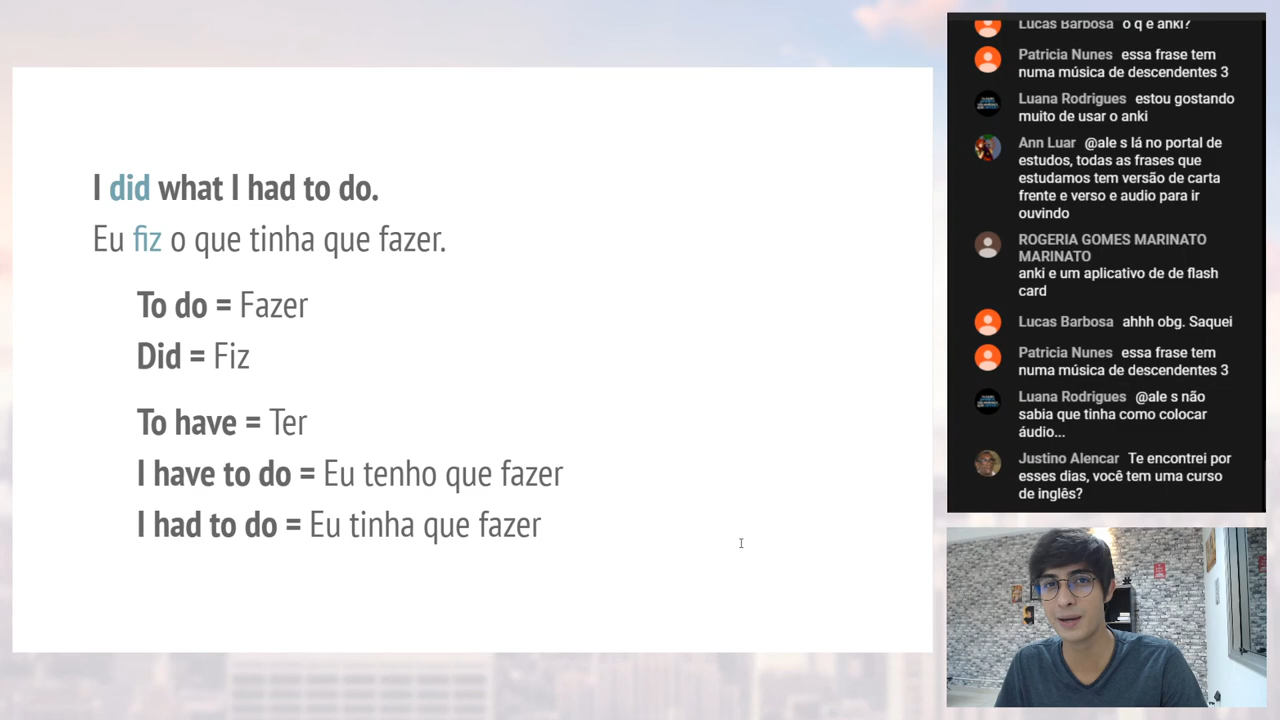 I did what I had to do.
Eu fiz o que tinha que fazer.
To do = Fazer
Did = Fiz
To have = Ter
I have to do = Eu tenho que fazer
I had to do = Eu tinha que fazer
Lucas Barbosa o q e anki?
Patricia Nunes essa frase tem
numa música de descendentes 3
Luana Rodrigues estou gostando
muito de usar o anki
Ann Luar @ale s lá no portal de
estudos, todas as frases que
estudamos tem versão de carta
frente e verso e audio para ir
ouvindo
ROGERIA GOMES MARINATO
MARINATO
anki e um aplicativo de de flash
card
Lucas Barbosa ahhh obg. Saquei
Patricia Nunes essa frase tem
numa música de descendentes 3
Luana Rodrigues @ale s não
sabia que tinha como colocar
áudio...
Justino Alencar Te encontrei por
esses dias, você tem uma curso
de inglês?